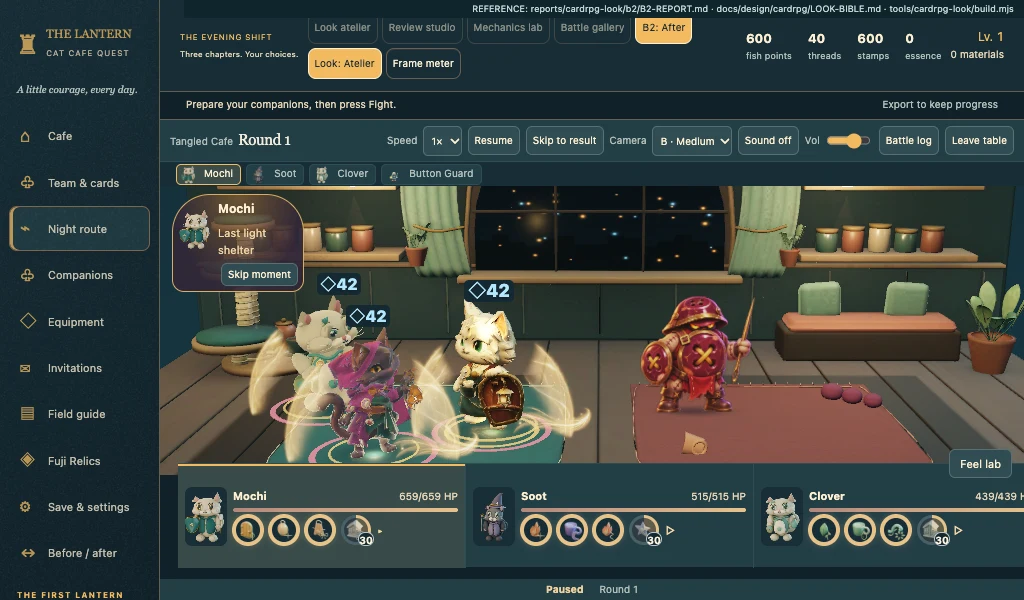 REFERENCE: reports/cardrpg-look/b2/B2-REPORT.md · docs/design/cardrpg/LOOK-BIBLE.md · tools/cardrpg-look/build.mjs
THE LANTERN
CAT CAFE QUEST
A little courage, every day.
Cafe
Team & cards
Night route
Companions
Equipment
Invitations
Field guide
Fuji Relics
Save & settings
Before / after
THE FIRST LANTERN
THE EVENING SHIFT
Three chapters. Your choices.
Look atelier
Review studio
Mechanics lab
Battle gallery
B2: After
Look: Atelier
Frame meter
600
fish points
40
threads
600
stamps
0
essence
Lv. 1
0 materials
Prepare your companions, then press Fight.
Export to keep progress
Tangled Cafe
Round 1
Speed
1×
Resume
Skip to result
Camera
B · Medium
Sound off
Vol
Battle log
Leave table
Mochi
Soot
Clover
Button Guard
Mochi
Last light
shelter
Skip moment
42
42
42
Feel lab
Mochi
659/659 HP
30
Soot
515/515 HP
30
Clover
439/439 H
30
Paused
Round 1